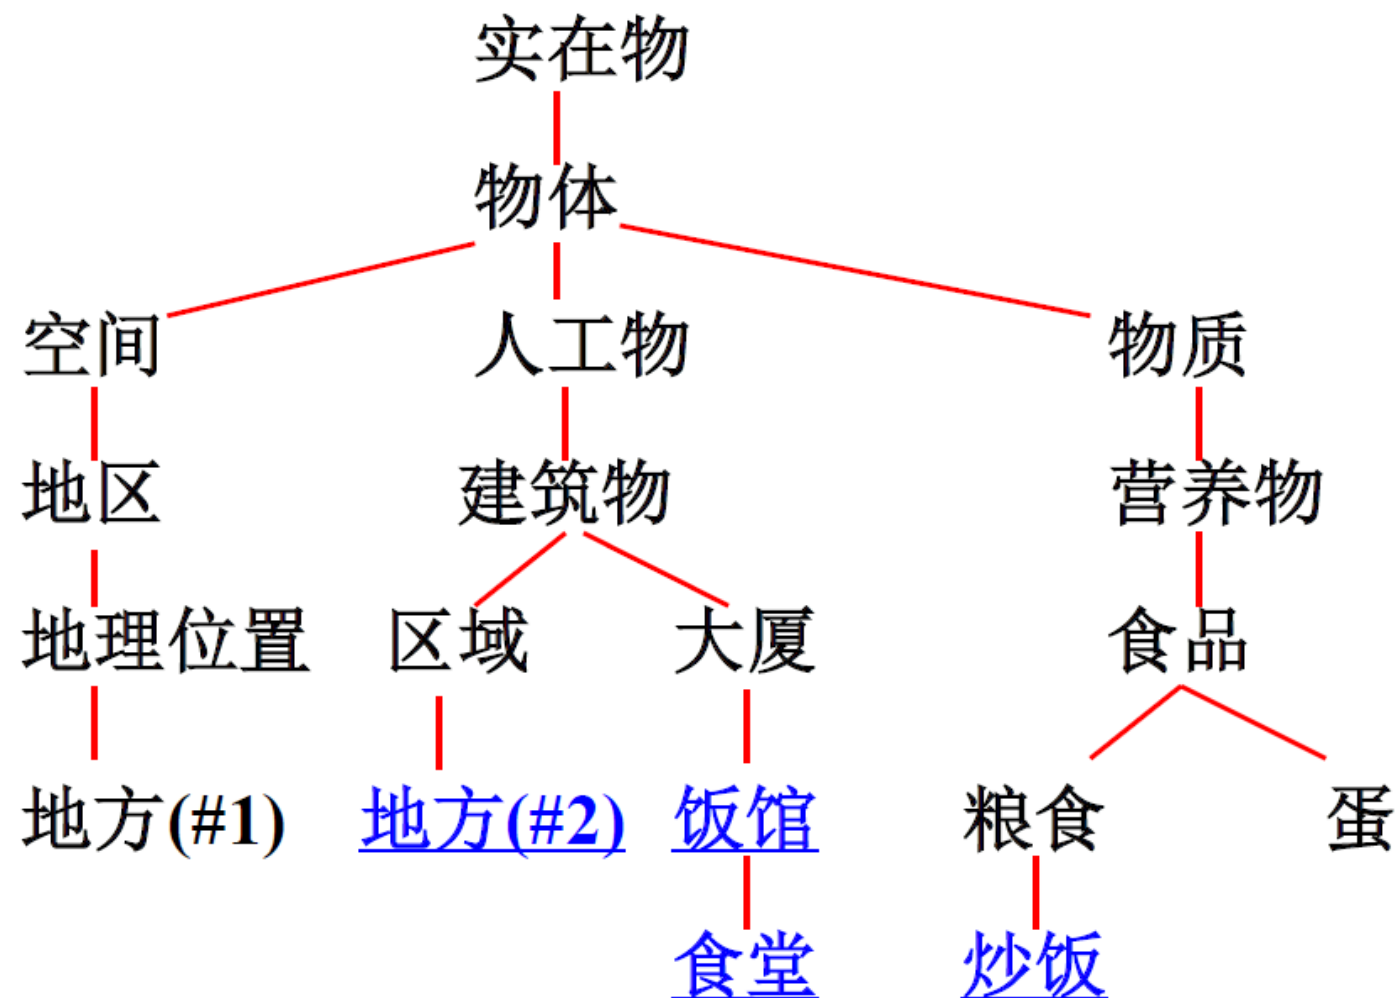 实在物
物体
空间 人工物 物质
地区 建筑物 营养物
地理位置 区域 大厦 食品
地方(#1) 地方(#2) 饭馆 粮食 蛋
食堂 炒饭